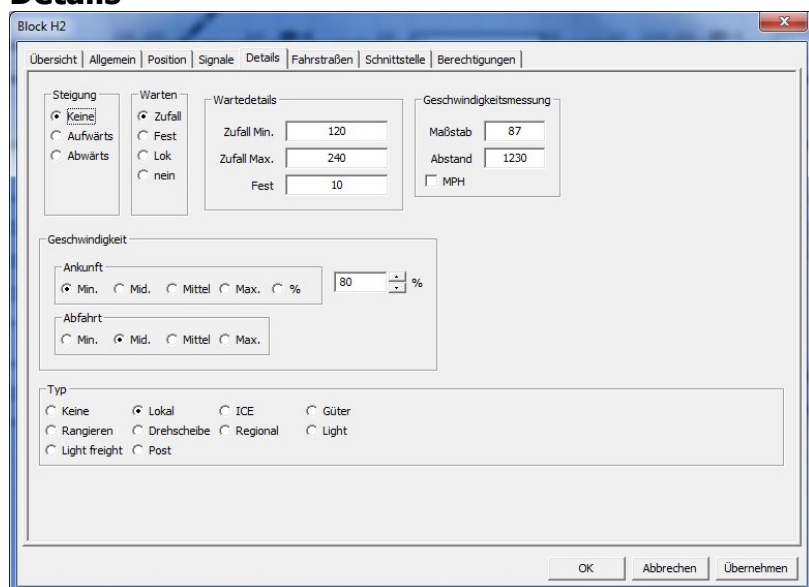 Details
Block H2
Übersicht Allgemein Position Signale Details Fahrstraßen Schnittstelle Berechtigungen
Steigung Warten Wartedetails Geschwindigkeitsmessung
Keine Zufall Zufall Min. 120 Maßstab 87
Aufwärts Fest Zufall Max. 240 Abstand 1230
Abwärts Lok Fest 10 MPH
nein
Geschwindigkeit
Ankunft
Min. Mid. Mittel Max. % 80 %
Abfahrt
Min. Mid. Mittel Max.
Typ
Keine Lokal ICE Güter
Rangieren Drehscheibe Regional Light
Light freight Post
OK Abbrechen Übernehmen